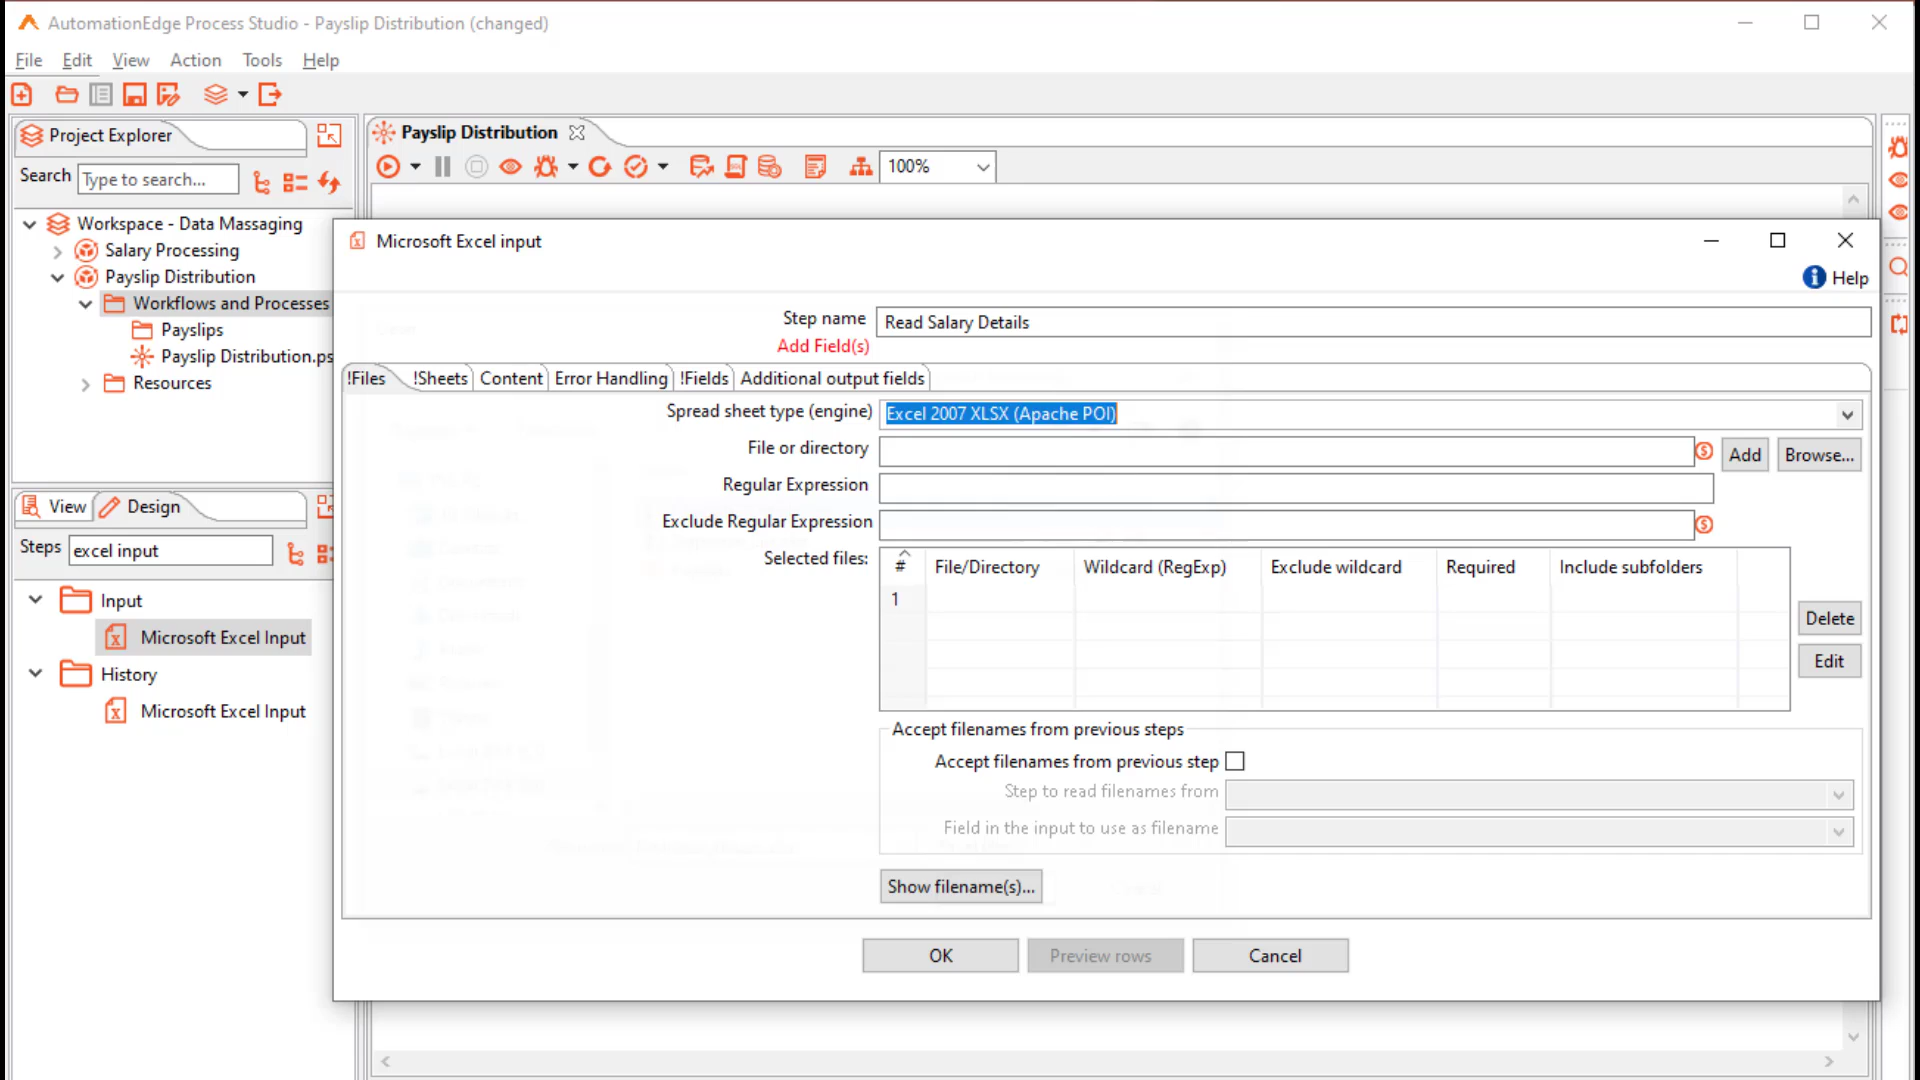 AutomationEdge Process Studio - Payslip Distribution (changed)
File Edit View Action Tools Help
Project Explorer
Search Type to search...
Workspace - Data Massaging
Salary Processing
Payslip Distribution
Workflows and Processes
Payslips
Payslip Distribution.ps
Resources
View Design
Steps excel input
Input
Microsoft Excel Input
History
Microsoft Excel Input
Payslip Distribution
100%
Microsoft Excel input
Help
Step name Read Salary Details
Add Field(s)
!Files !Sheets Content Error Handling !Fields Additional output fields
Spread sheet type (engine) Excel 2007 XLSX (Apache POI)
File or directory Add Browse...
Regular Expression
Exclude Regular Expression
Selected files: # File/Directory Wildcard (RegExp) Exclude wildcard Required Include subfolders
1
Delete
Edit
Accept filenames from previous steps
Accept filenames from previous step
Step to read filenames from
Field in the input to use as filename
Show filename(s)...
OK Preview rows Cancel